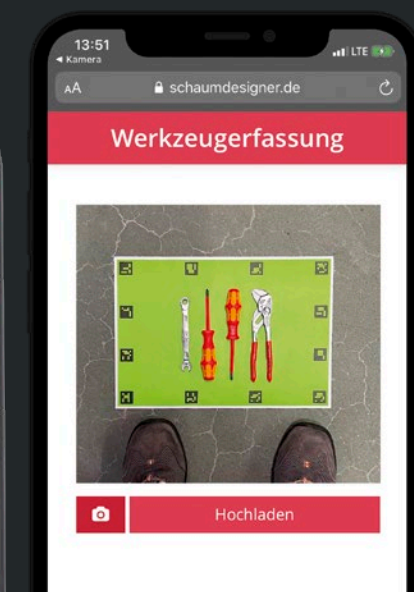 13:51
LTE
◄ Kamera
AA
schaumdesigner.de
Werkzeugerfassung
Hochladen